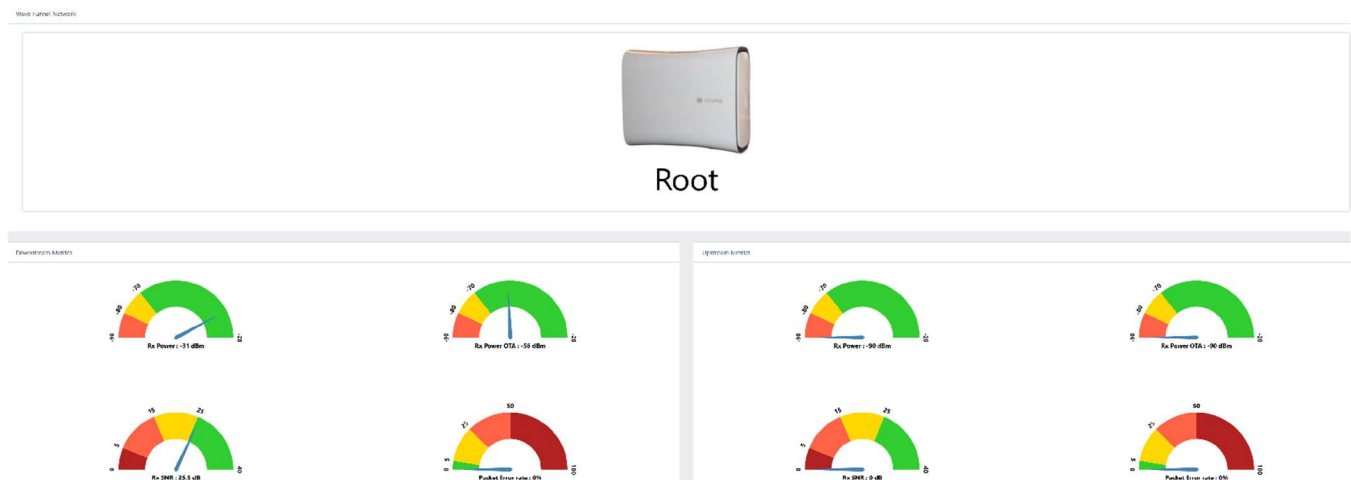 Wave Tunnel Network
Root
Downstream Metrics
Upstream Metrics
-90 -80 -70 -20
Rx Power : -31 dBm
-90 -80 -70 -20
Rx Power OTA : -56 dBm
-90 -80 -70 -20
Rx Power : -90 dBm
-90 -80 -70 -20
Rx Power OTA : -90 dBm
0 5 15 25 40
Rx SNR : 25.5 dB
0 5 25 50 100
Packet Error rate : 0%
0 5 15 25 40
Rx SNR : 0 dB
0 5 25 50 100
Packet Error rate : 0%